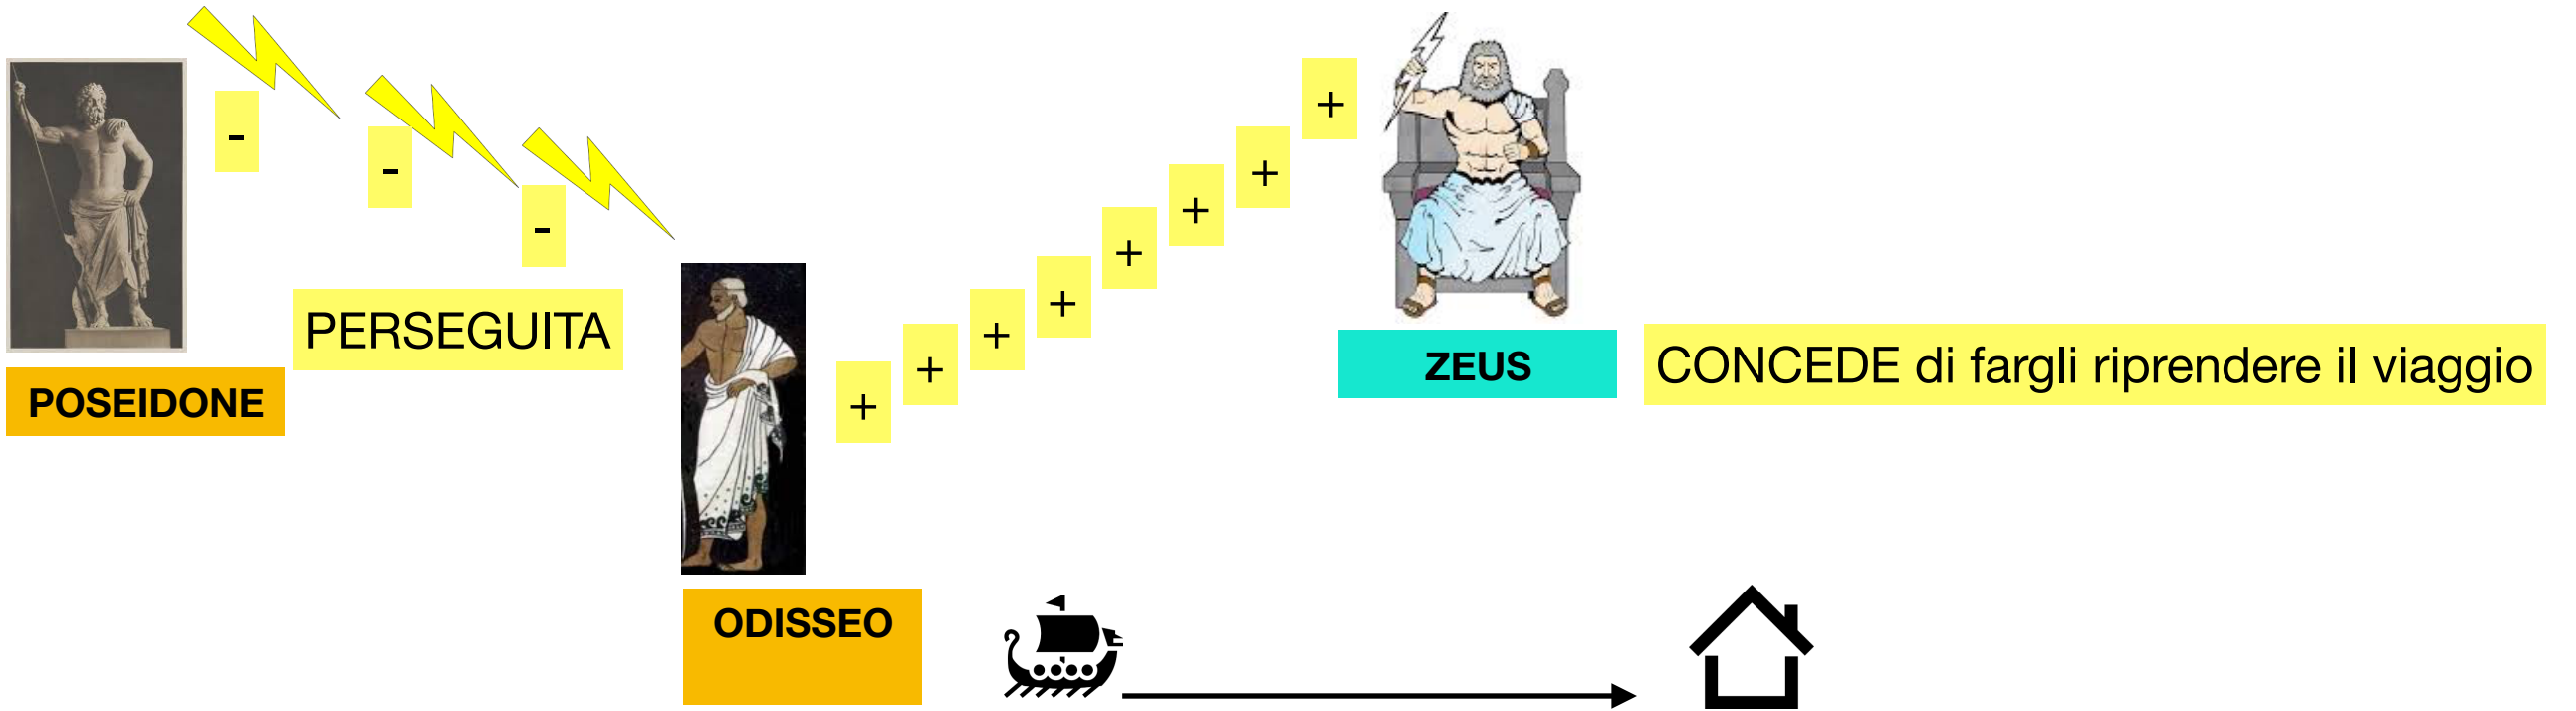 -
-
-
PERSEGUITA
POSEIDONE
+
+
+
+
+
+
+
+
ZEUS
CONCEDE di fargli riprendere il viaggio
ODISSEO